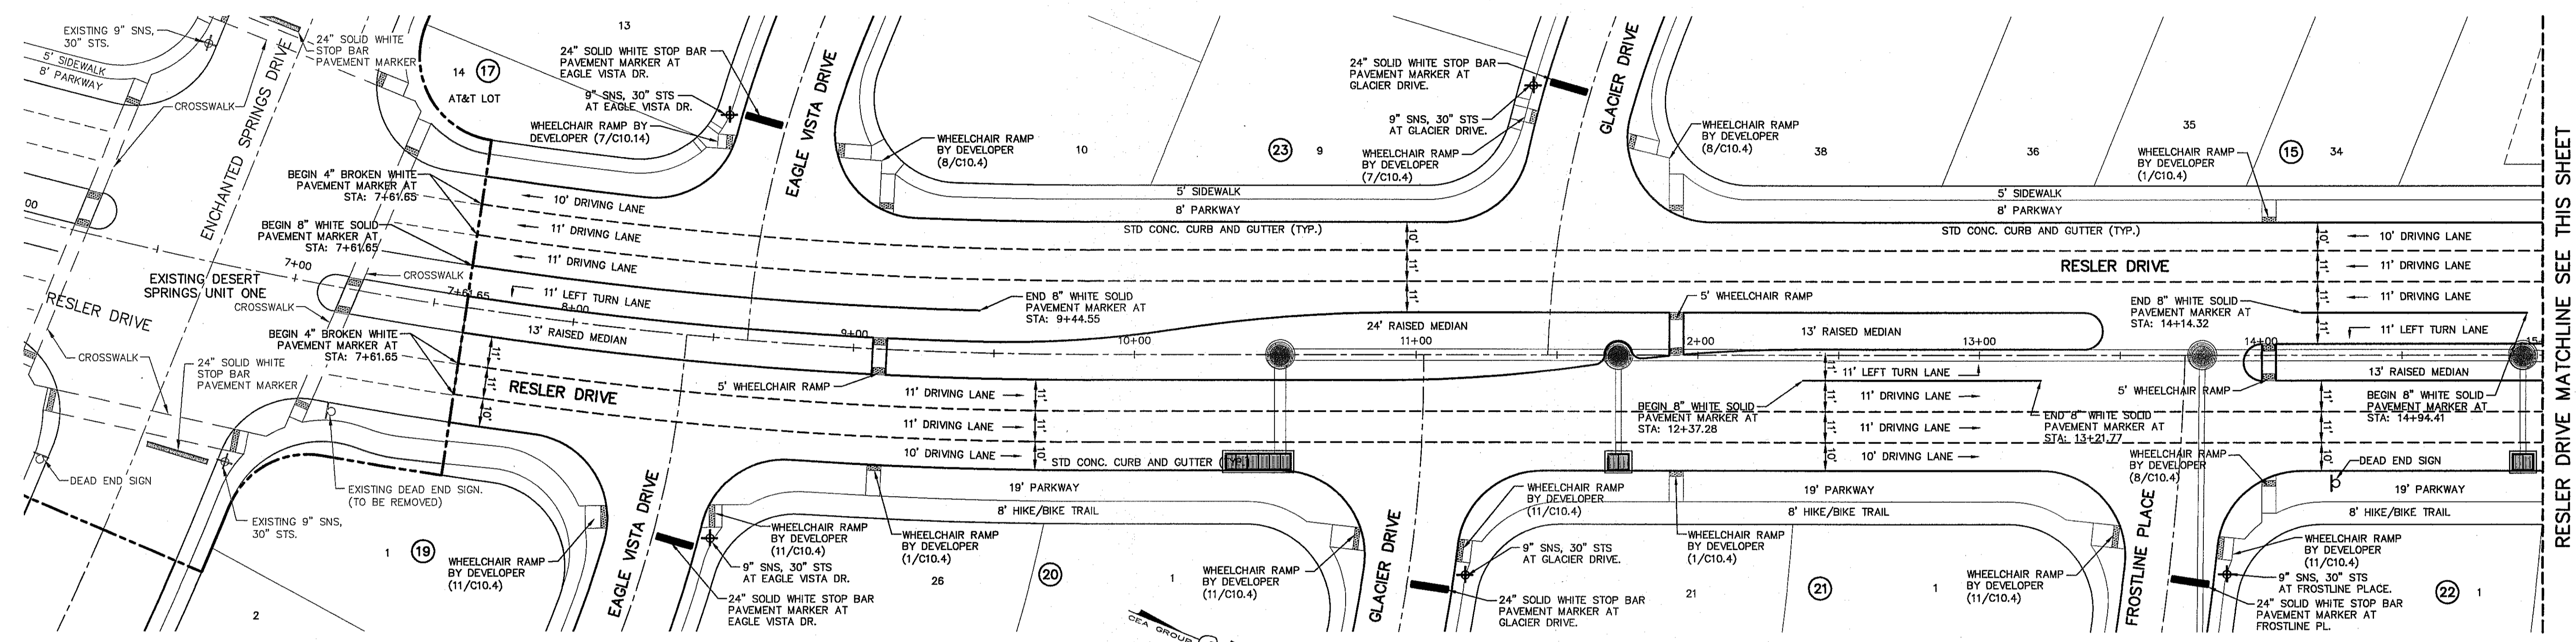 EXISTING 9" SNS,
30" STS.
5' SIDEWALK
8' PARKWAY
CROSSWALK
ENCHANTED SPRINGS DRIVE
24" SOLID WHITE
STOP BAR
PAVEMENT MARKER
14
17
AT&T LOT
13
24" SOLID WHITE STOP BAR
PAVEMENT MARKER AT
EAGLE VISTA DR.
9" SNS, 30" STS
AT EAGLE VISTA DR.
WHEELCHAIR RAMP BY
DEVELOPER (7/C10.14)
EAGLE VISTA DRIVE
WHEELCHAIR RAMP
BY DEVELOPER
(8/C10.4)
10
23
9
24" SOLID WHITE STOP BAR
PAVEMENT MARKER AT
GLACIER DRIVE.
9" SNS, 30" STS
AT GLACIER DRIVE.
WHEELCHAIR RAMP
BY DEVELOPER
(7/C10.4)
GLACIER DRIVE
WHEELCHAIR RAMP
BY DEVELOPER
(8/C10.4)
38
36
35
WHEELCHAIR RAMP
BY DEVELOPER
(1/C10.4)
15
34
5' SIDEWALK
8' PARKWAY
STD CONC. CURB AND GUTTER (TYP.)
5' SIDEWALK
8' PARKWAY
STD CONC. CURB AND GUTTER (TYP.)
BEGIN 4" BROKEN WHITE
PAVEMENT MARKER AT
STA: 7+61.65
BEGIN 8" WHITE SOLID
PAVEMENT MARKER AT
STA: 7+61.65
10' DRIVING LANE
11' DRIVING LANE
11' DRIVING LANE
11' LEFT TURN LANE
10'
11'
11'
RESLER DRIVE
10'
11'
11'
11'
10' DRIVING LANE
11' DRIVING LANE
11' DRIVING LANE
11' LEFT TURN LANE
00
7+00
EXISTING DESERT
SPRINGS UNIT ONE
RESLER DRIVE
CROSSWALK
CROSSWALK
7+61.65
8+00
13' RAISED MEDIAN
9+00
END 8" WHITE SOLID
PAVEMENT MARKER AT
STA: 9+44.55
10+00
24' RAISED MEDIAN
11+00
5' WHEELCHAIR RAMP
2+00
13' RAISED MEDIAN
13+00
END 8" WHITE SOLID
PAVEMENT MARKER AT
STA: 14+14.32
14+00
15
13' RAISED MEDIAN
BEGIN 4" BROKEN WHITE
PAVEMENT MARKER AT
STA: 7+61.65
CROSSWALK
24" SOLID WHITE
STOP BAR
PAVEMENT MARKER
11'
11'
10'
RESLER DRIVE
5' WHEELCHAIR RAMP
11' DRIVING LANE
11' DRIVING LANE
10' DRIVING LANE
11'
11'
10'
STD CONC. CURB AND GUTTER (TYP.)
BEGIN 8" WHITE SOLID
PAVEMENT MARKER AT
STA: 12+37.28
11'
11'
11'
10'
11' LEFT TURN LANE
11' DRIVING LANE
11' DRIVING LANE
10' DRIVING LANE
END 8" WHITE SOLID
PAVEMENT MARKER AT
STA: 13+21.77
5' WHEELCHAIR RAMP
11'
11'
10'
BEGIN 8" WHITE SOLID
PAVEMENT MARKER AT
STA: 14+94.41
WHEELCHAIR RAMP
BY DEVELOPER
(8/C10.4)
DEAD END SIGN
DEAD END SIGN
EXISTING DEAD END SIGN.
(TO BE REMOVED)
EXISTING 9" SNS,
30" STS.
1
19
2
WHEELCHAIR RAMP
BY DEVELOPER
(11/C10.4)
EAGLE VISTA DRIVE
19' PARKWAY
8' HIKE/BIKE TRAIL
WHEELCHAIR RAMP
BY DEVELOPER
(11/C10.4)
9" SNS, 30" STS
AT EAGLE VISTA DR.
24" SOLID WHITE STOP BAR
PAVEMENT MARKER AT
EAGLE VISTA DR.
WHEELCHAIR RAMP
BY DEVELOPER
(1/C10.4)
26
20
1
CEA GROUP
WHEELCHAIR RAMP
BY DEVELOPER
(11/C10.4)
GLACIER DRIVE
WHEELCHAIR RAMP
BY DEVELOPER
(11/C10.4)
9" SNS, 30" STS
AT GLACIER DRIVE.
24" SOLID WHITE STOP BAR
PAVEMENT MARKER AT
GLACIER DRIVE.
19' PARKWAY
8' HIKE/BIKE TRAIL
WHEELCHAIR RAMP
BY DEVELOPER
(1/C10.4)
21
21
1
WHEELCHAIR RAMP
BY DEVELOPER
(11/C10.4)
FROSTLINE PLACE
19' PARKWAY
8' HIKE/BIKE TRAIL
WHEELCHAIR RAMP
BY DEVELOPER
(11/C10.4)
9" SNS, 30" STS
AT FROSTLINE PLACE.
24" SOLID WHITE STOP BAR
PAVEMENT MARKER AT
FROSTLINE PL.
22
1
RESLER DRIVE MATCHLINE SEE THIS SHEET